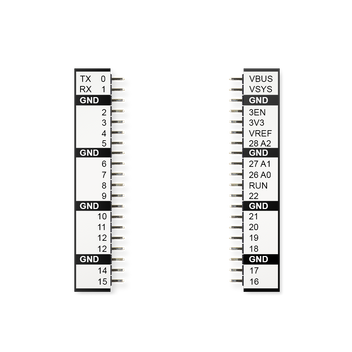 TX 0
RX 1
GND
2
3
4
5
GND
6
7
8
9
GND
10
11
12
12
GND
14
15
VBUS
VSYS
GND
3EN
3V3
VREF
28 A2
GND
27 A1
26 A0
RUN
22
GND
21
20
19
18
GND
17
16